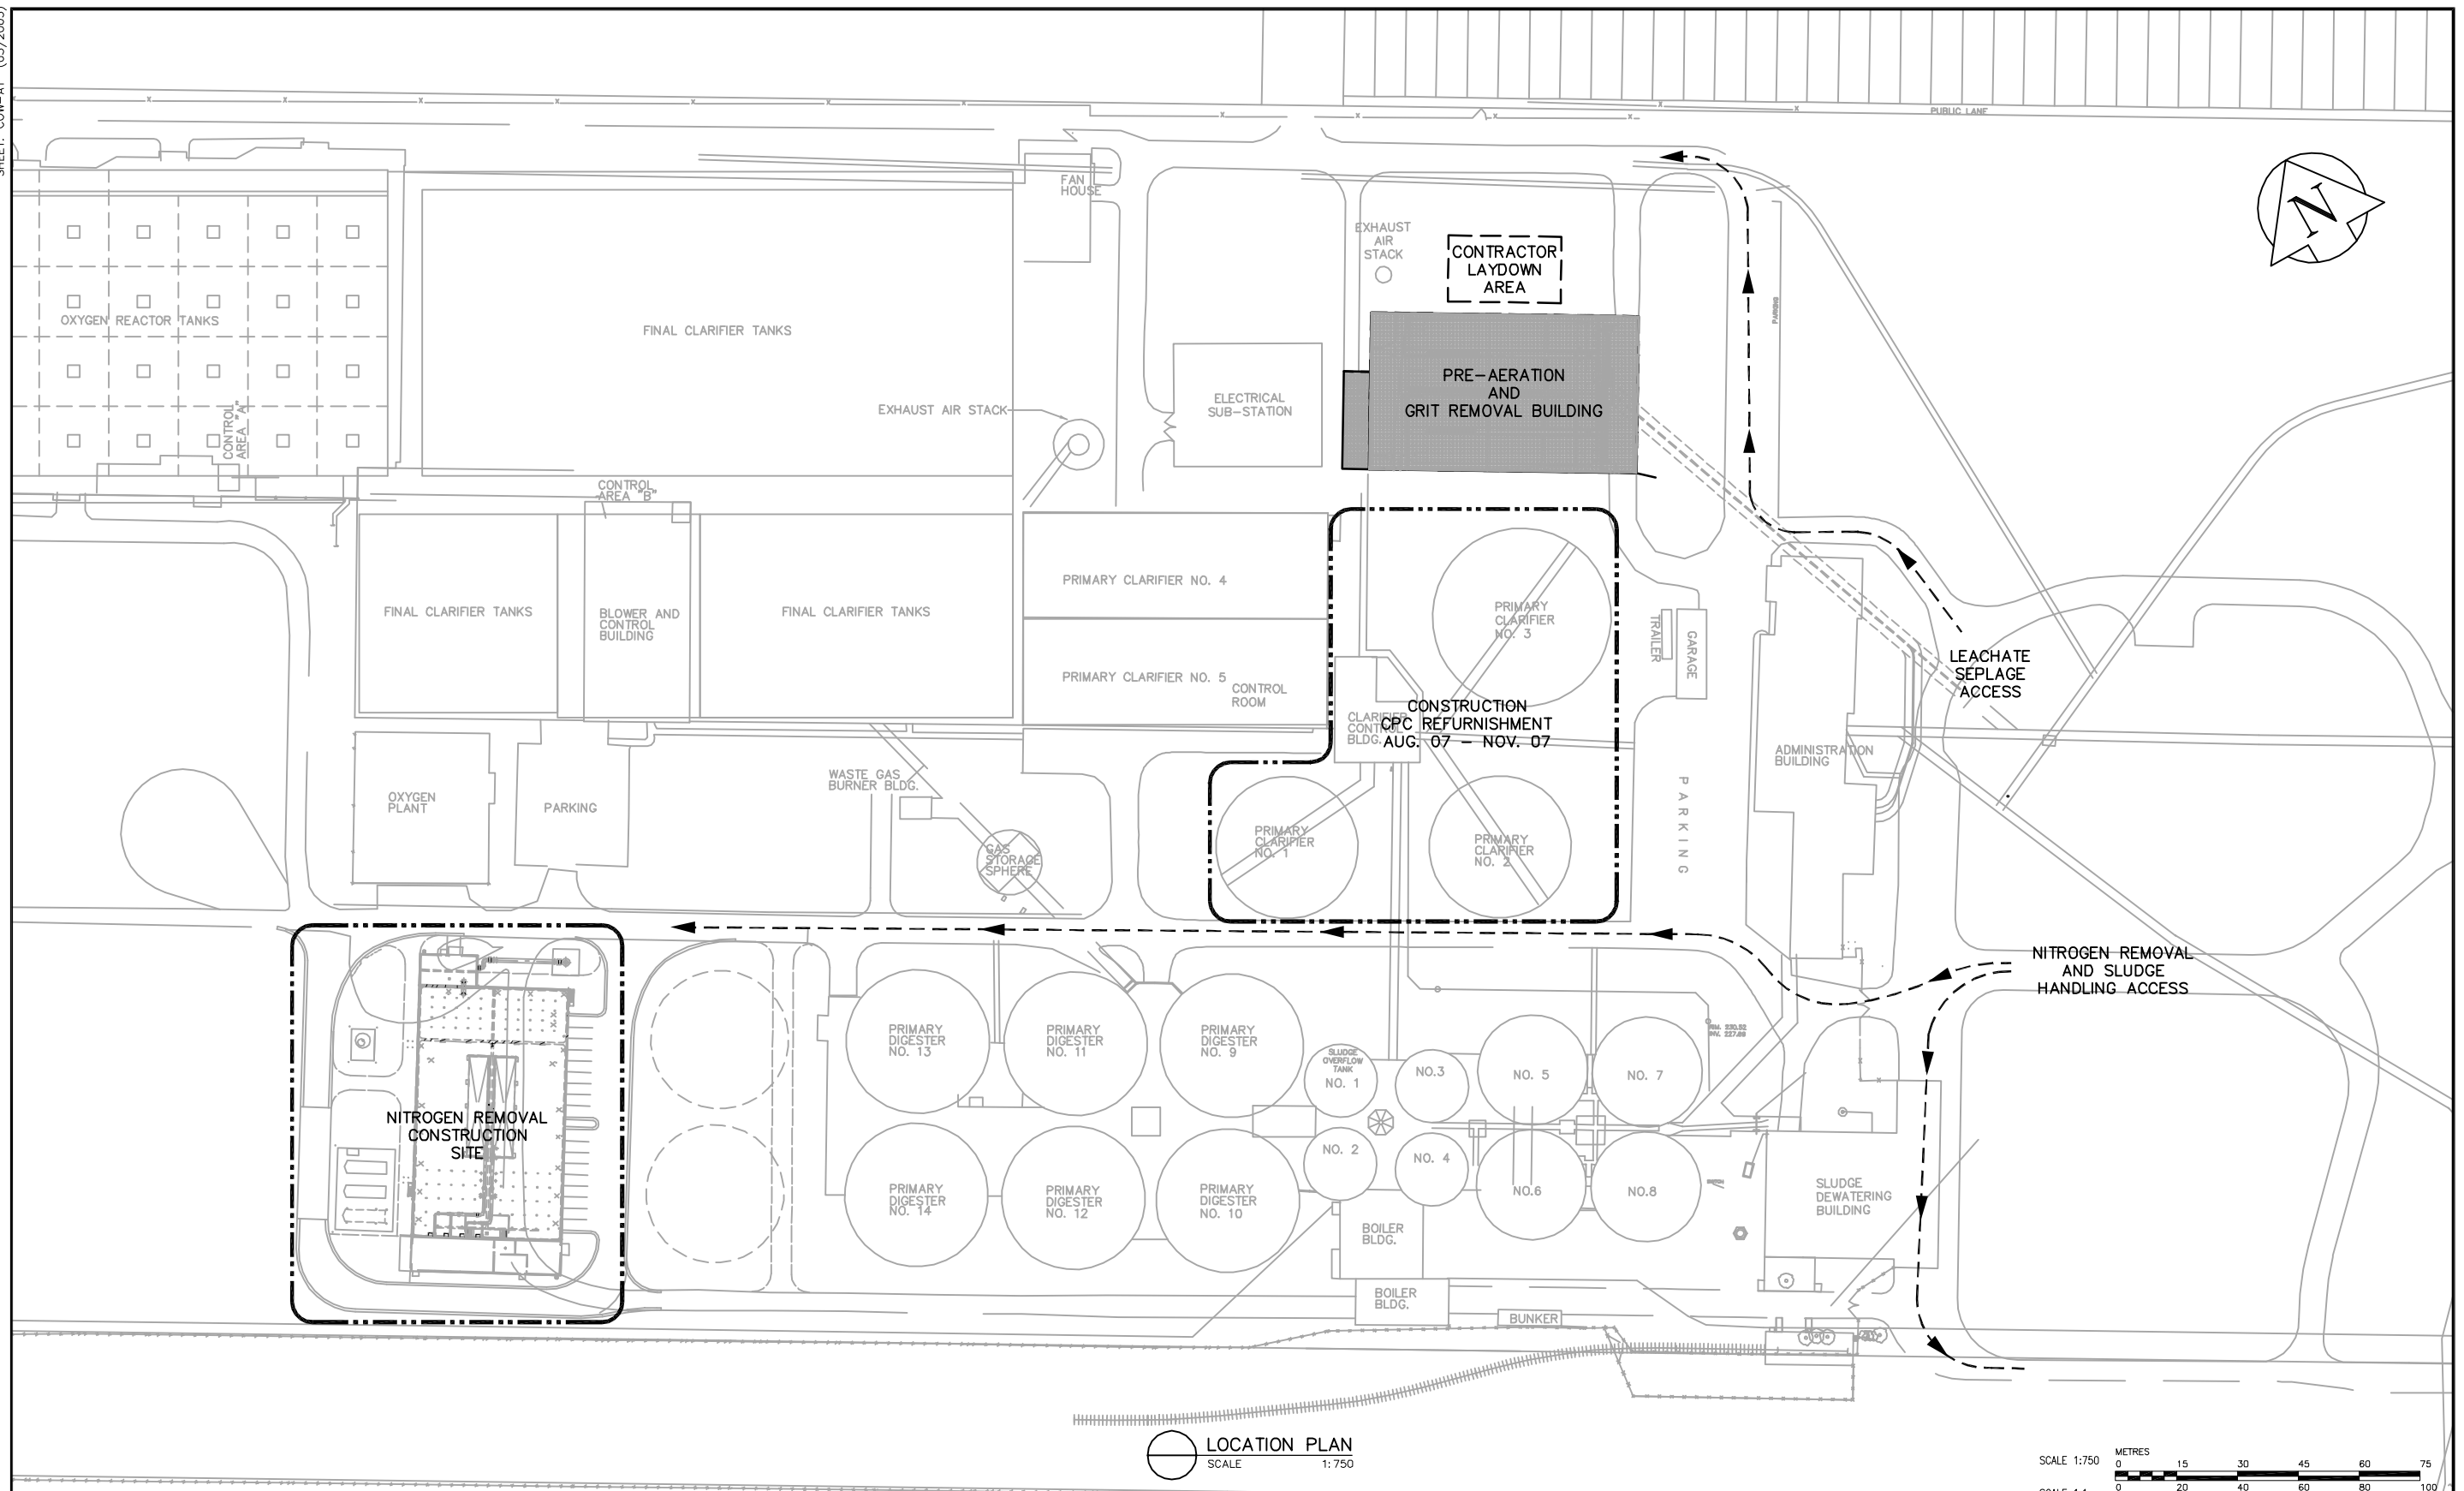 SHEET: COW-A1 (03/2003)
PUBLIC LANE
N
FAN
HOUSE
EXHAUST
AIR
STACK
CONTRACTOR
LAYDOWN
AREA
PARKING
OXYGEN REACTOR TANKS
FINAL CLARIFIER TANKS
CONTROL
AREA "A"
EXHAUST AIR STACK
ELECTRICAL
SUB-STATION
PRE-AERATION
AND
GRIT REMOVAL BUILDING
CONTROL
AREA "B"
FINAL CLARIFIER TANKS
BLOWER AND
CONTROL
BUILDING
FINAL CLARIFIER TANKS
PRIMARY CLARIFIER NO. 4
PRIMARY CLARIFIER NO. 5
CONTROL
ROOM
PRIMARY
CLARIFIER
NO. 3
TRAILER
GARAGE
LEACHATE
SEPLAGE
ACCESS
CLARIFIER
CONTROL
BLDG.
CONSTRUCTION
CPC REFURNISHMENT
AUG. 07 - NOV. 07
ADMINISTRATION
BUILDING
OXYGEN
PLANT
PARKING
WASTE GAS
BURNER BLDG.
GAS
STORAGE
SPHERE
PRIMARY
CLARIFIER
NO. 1
PRIMARY
CLARIFIER
NO. 2
PARKING
NITROGEN REMOVAL
AND SLUDGE
HANDLING ACCESS
NITROGEN REMOVAL
CONSTRUCTION
SITE
PRIMARY
DIGESTER
NO. 13
PRIMARY
DIGESTER
NO. 11
PRIMARY
DIGESTER
NO. 9
SLUDGE
OVERFLOW
TANK
NO. 1
NO.3
NO. 5
NO. 7
NO. 2
NO. 4
NO.6
NO.8
PRIMARY
DIGESTER
NO. 14
PRIMARY
DIGESTER
NO. 12
PRIMARY
DIGESTER
NO. 10
SLUDGE
DEWATERING
BUILDING
BOILER
BLDG.
BOILER
BLDG.
BUNKER
LOCATION PLAN
SCALE 1:750
METRES
SCALE 1:750
0 15 30 45 60 75
0 20 40 60 80 100